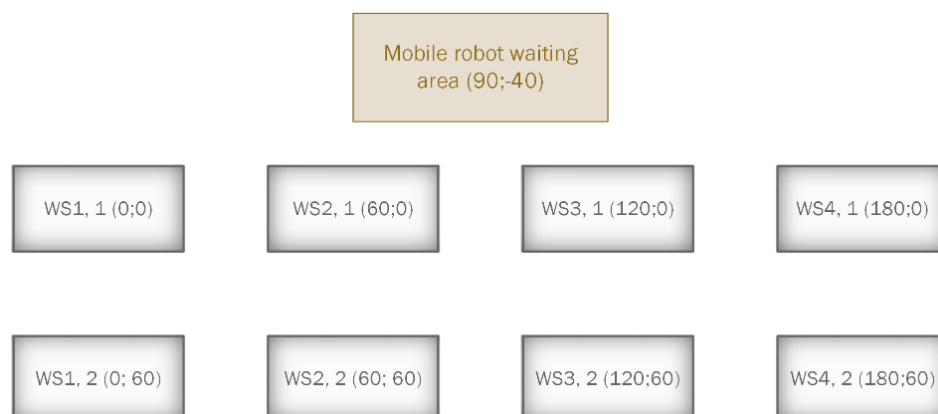 Mobile robot waiting
area (90;-40)
WS1, 1 (0;0)
WS2, 1 (60;0)
WS3, 1 (120;0)
WS4, 1 (180;0)
WS1, 2 (0; 60)
WS2, 2 (60; 60)
WS3, 2 (120;60)
WS4, 2 (180;60)